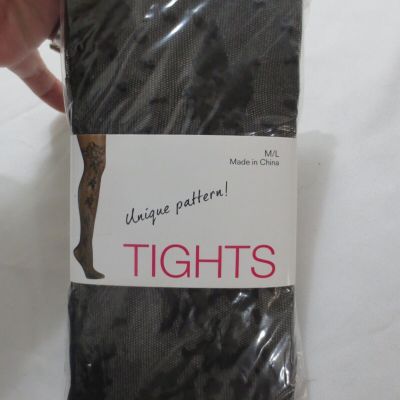 M/L
Made in China
Unique pattern!
TIGHTS